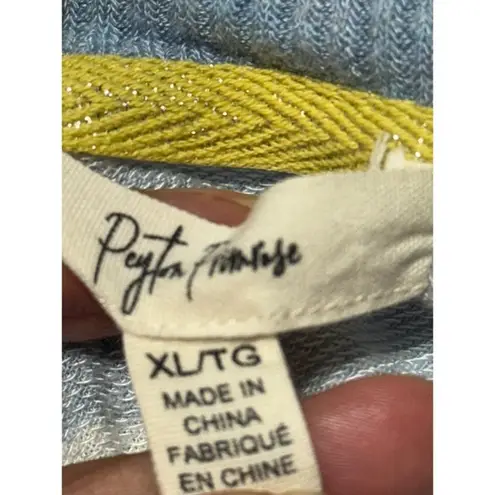 Peyton Primrose
XL/TG
MADE IN
CHINA
FABRIQUÉ
EN CHINE